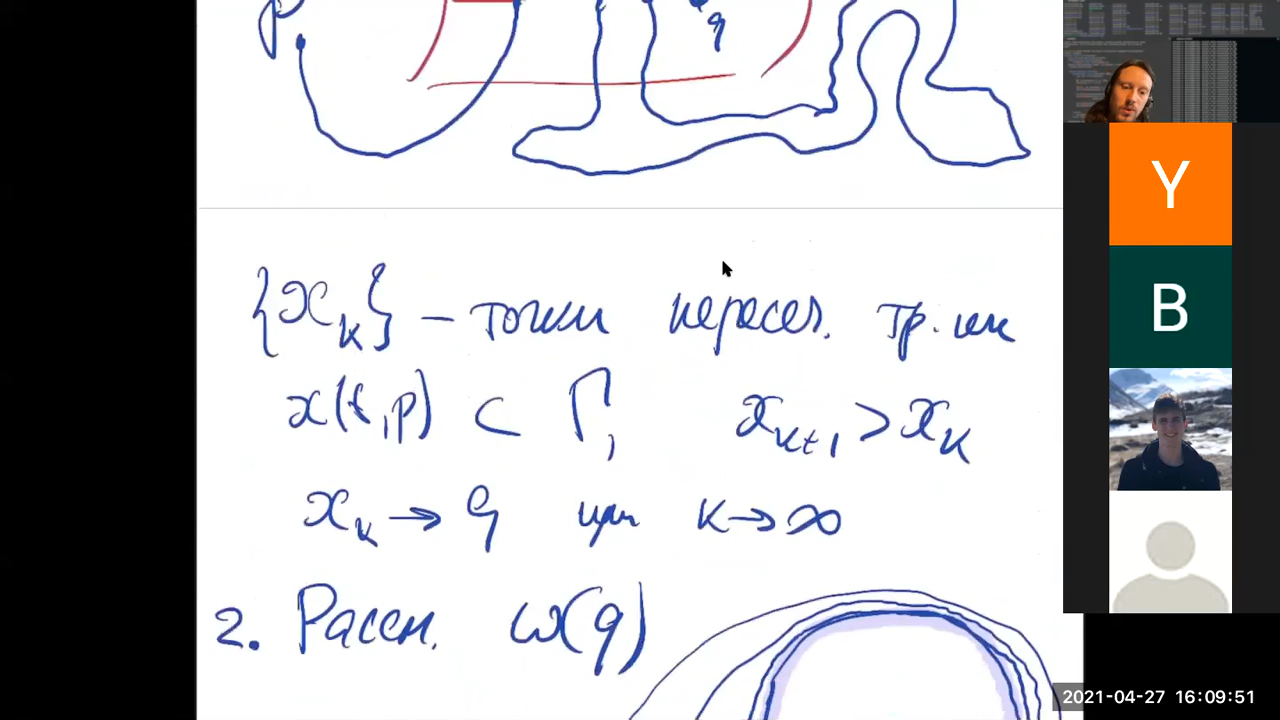 p
q
{x_k} – точки пересеч. тр-ии
x(t,p) ⊂ Γ, x_{k+1} > x_k
x_k → q при k → ∞
2. Рассм. ω(q)
Y
B
2021-04-27 16:09:51